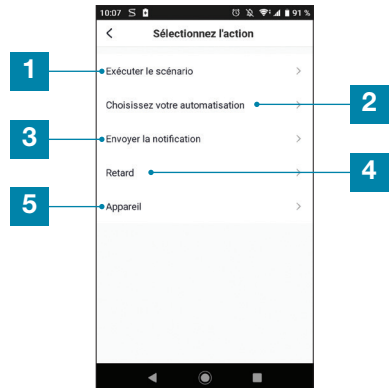 10:07 S 91 %
Sélectionnez l'action
1 Exécuter le scénario
Choisissez votre automatisation 2
3 Envoyer la notification
Retard 4
5 Appareil